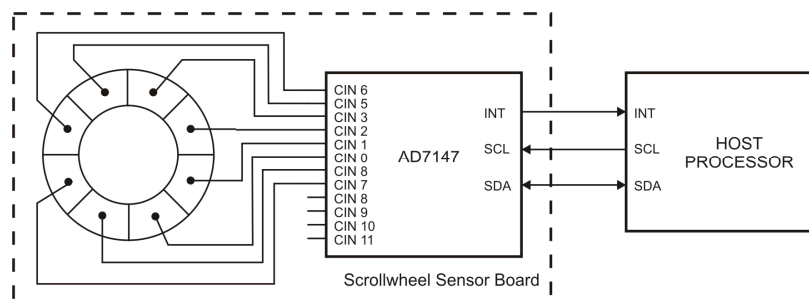 CIN 6
CIN 5
CIN 3
CIN 2
CIN 1
CIN 0
CIN 8
CIN 7
CIN 8
CIN 9
CIN 10
CIN 11
AD7147
INT
SCL
SDA
INT
SCL
SDA
HOST
PROCESSOR
Scrollwheel Sensor Board